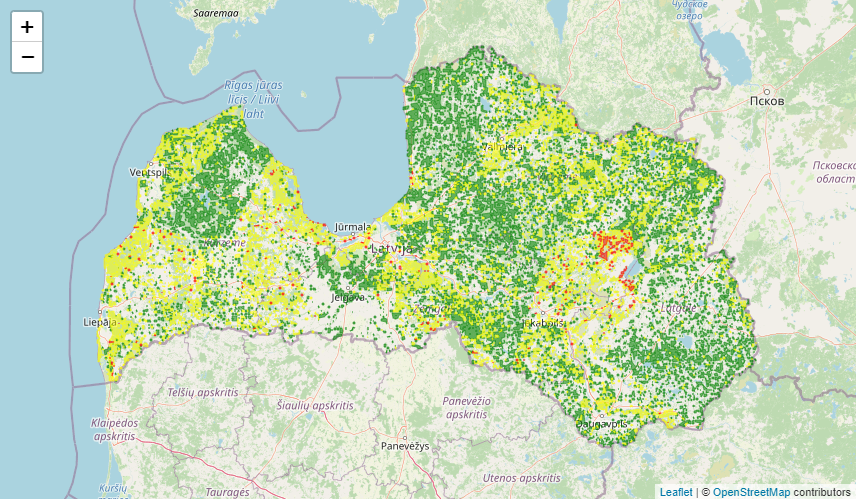 +
−
Saaremaa
Чудское
озеро
Псков
Псковска
област
Rīgas jūras
līcis / Liivi
laht
Valmiera
Ventspils
Jūrmala
Latvija
Kurzeme
Jelgava
Zemgale
Liepāja
Jēkabpils
Latgale
Daugavpils
Telšių apskritis
Šiaulių apskritis
Klaipėdos
apskritis
Panevėžio
apskritis
Panevėžys
Utenos apskritis
Kuršių
Tauragės
Leaflet | © OpenStreetMap contributors